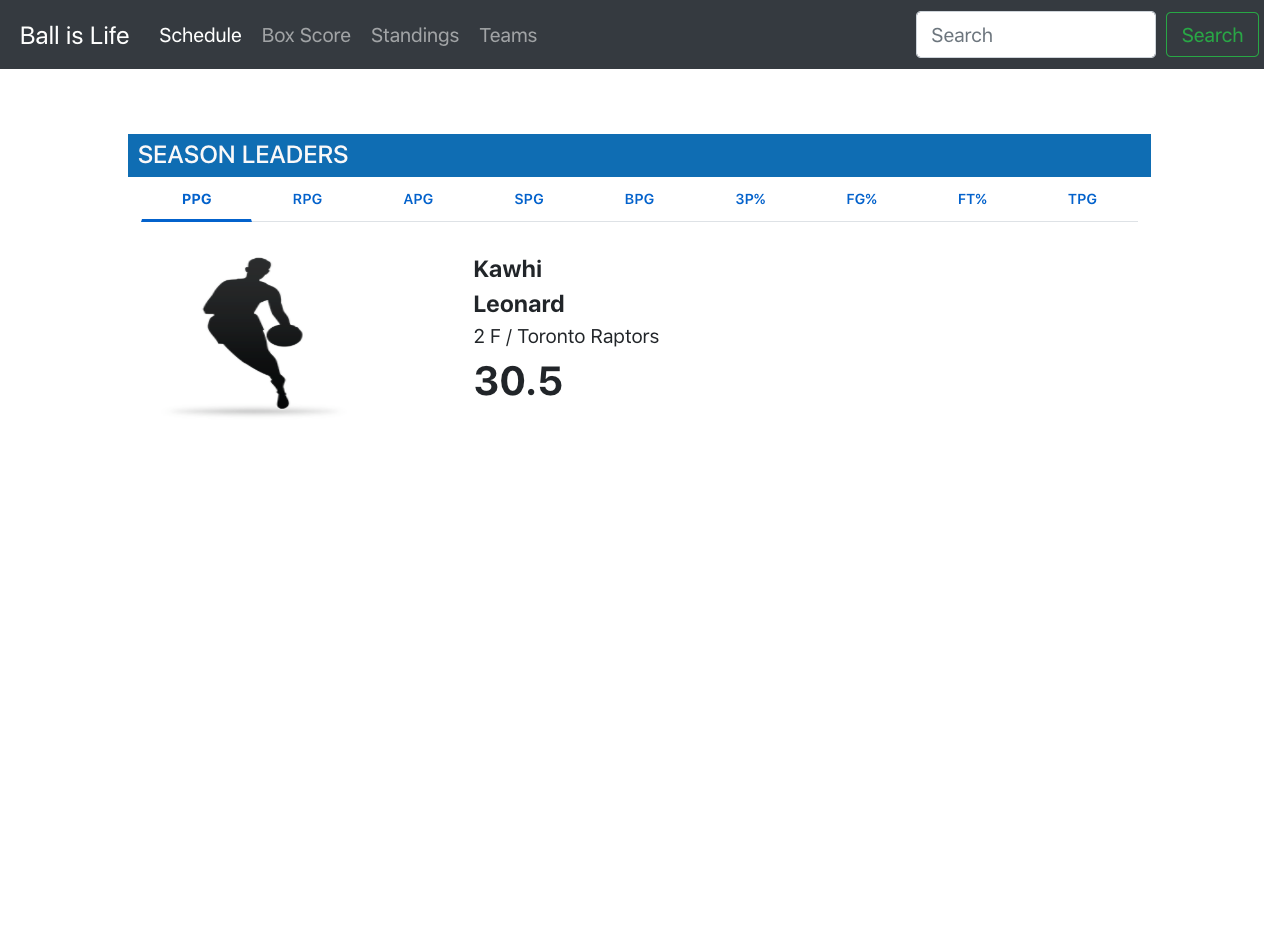 Ball is Life Schedule Box Score Standings Teams Search Search
SEASON LEADERS
PPG RPG APG SPG BPG 3P% FG% FT% TPG
Kawhi
Leonard
2 F / Toronto Raptors
30.5